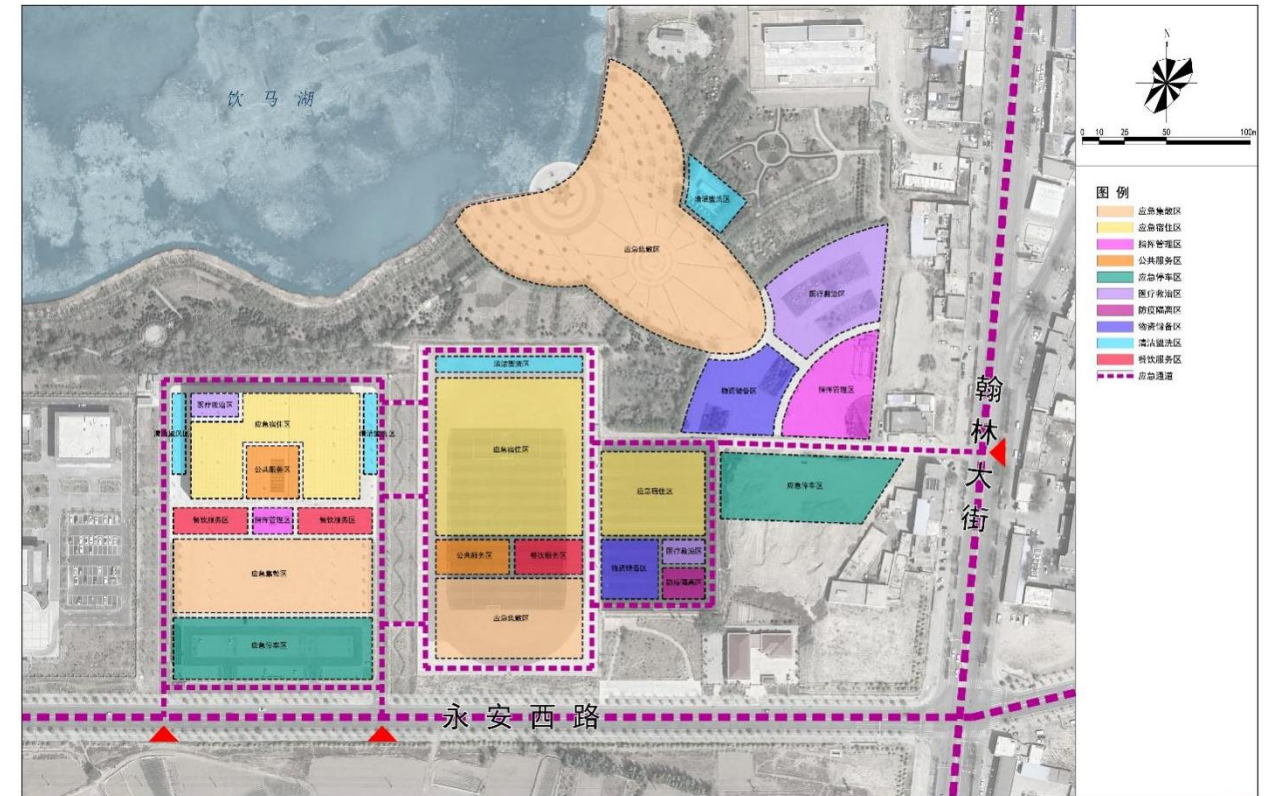 饮马湖
N
0 10 25 50 100m
图例
应急集散区
应急宿住区
指挥管理区
公共服务区
应急停车区
医疗救治区
防疫隔离区
物资储备区
清洁盥洗区
餐饮服务区
应急通道
应急集散区
清洁盥洗区
医疗救治区
物资储备区
指挥管理区
翰林大街
清洁盥洗区
应急宿住区
公共服务区
餐饮服务区
应急集散区
医疗救治区
应急宿住区
清洁盥洗区
清洁盥洗区
公共服务区
餐饮服务区
指挥管理区
餐饮服务区
应急集散区
应急停车区
应急宿住区
物资储备区
医疗救治区
防疫隔离区
应急停车区
永安西路